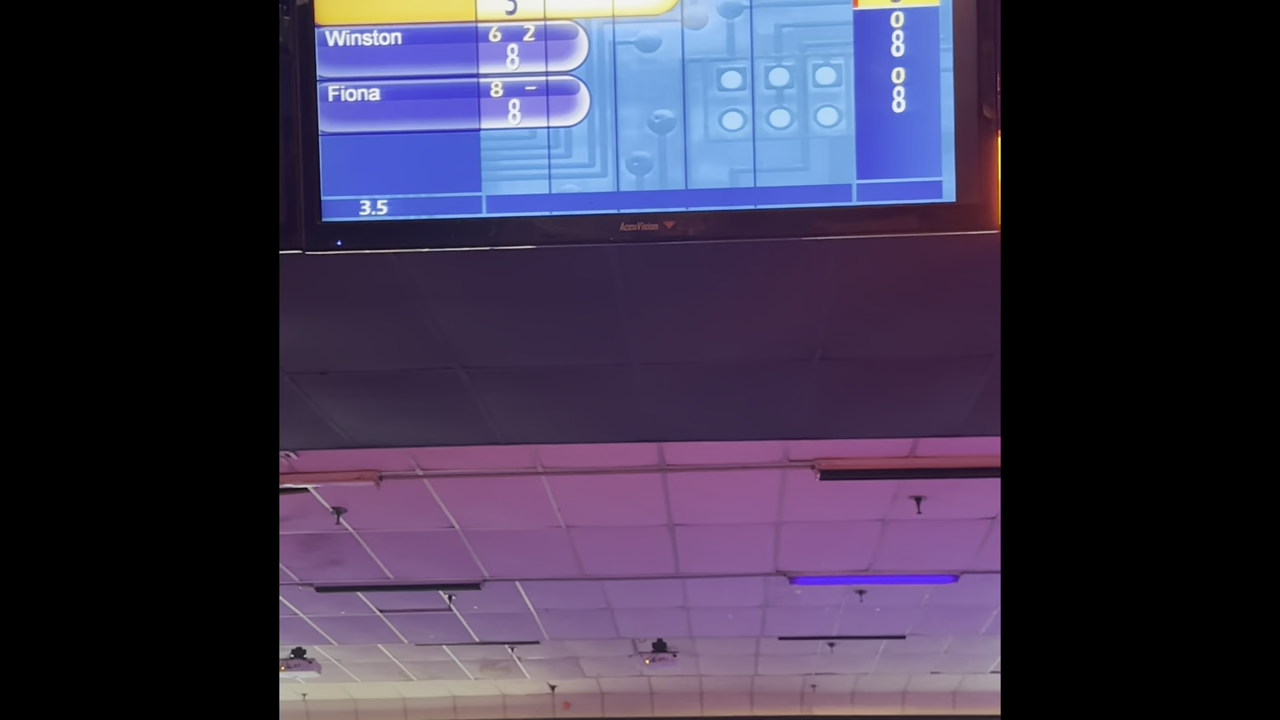 Winston 6 2 0
8 8
Fiona 8 - 0
8 8
3.5
AccuVision